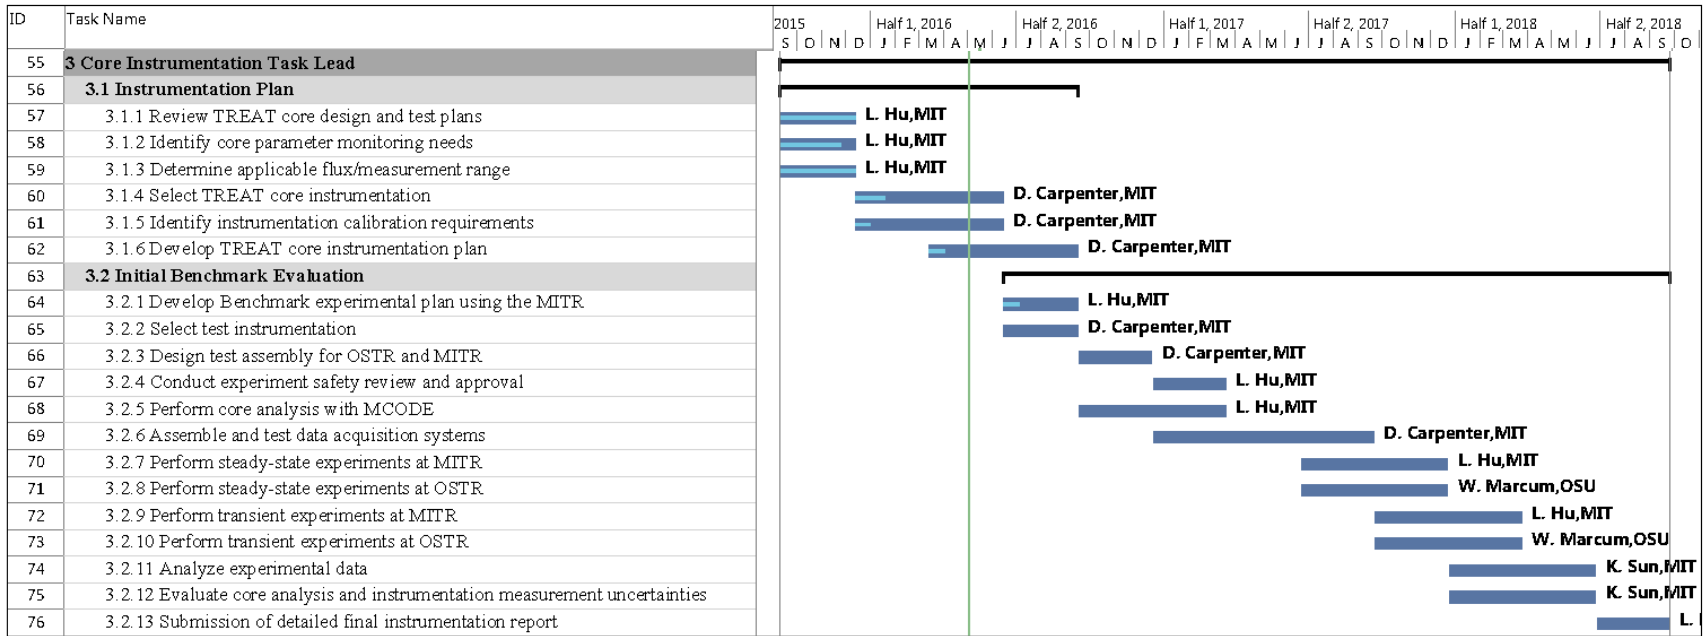 ID Task Name 2015 Half 1, 2016 Half 2, 2016 Half 1, 2017 Half 2, 2017 Half 1, 2018 Half 2, 2018
S O N D J F M A M J J A S O N D J F M A M J J A S O N D J F M A M J J A S O
55 3 Core Instrumentation Task Lead
56 3.1 Instrumentation Plan
57 3.1.1 Review TREAT core design and test plans L. Hu,MIT
58 3.1.2 Identify core parameter monitoring needs L. Hu,MIT
59 3.1.3 Determine applicable flux/measurement range L. Hu,MIT
60 3.1.4 Select TREAT core instrumentation D. Carpenter,MIT
61 3.1.5 Identify instrumentation calibration requirements D. Carpenter,MIT
62 3.1.6 Develop TREAT core instrumentation plan D. Carpenter,MIT
63 3.2 Initial Benchmark Evaluation
64 3.2.1 Develop Benchmark experimental plan using the MITR L. Hu,MIT
65 3.2.2 Select test instrumentation D. Carpenter,MIT
66 3.2.3 Design test assembly for OSTR and MITR D. Carpenter,MIT
67 3.2.4 Conduct experiment safety review and approval L. Hu,MIT
68 3.2.5 Perform core analysis with MCODE L. Hu,MIT
69 3.2.6 Assemble and test data acquisition systems D. Carpenter,MIT
70 3.2.7 Perform steady-state experiments at MITR L. Hu,MIT
71 3.2.8 Perform steady-state experiments at OSTR W. Marcum,OSU
72 3.2.9 Perform transient experiments at MITR L. Hu,MIT
73 3.2.10 Perform transient experiments at OSTR W. Marcum,OSU
74 3.2.11 Analyze experimental data K. Sun,MIT
75 3.2.12 Evaluate core analysis and instrumentation measurement uncertainties K. Sun,MIT
76 3.2.13 Submission of detailed final instrumentation report L.